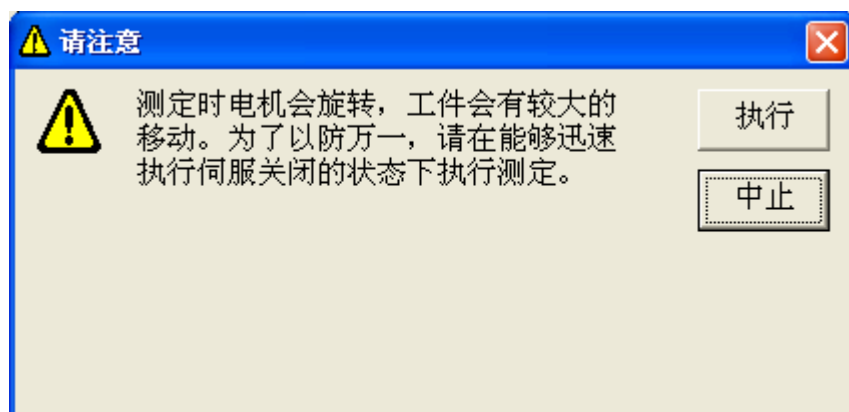 请注意
测定时电机会旋转，工件会有较大的
移动。为了以防万一，请在能够迅速
执行伺服关闭的状态下执行测定。
执行
中止